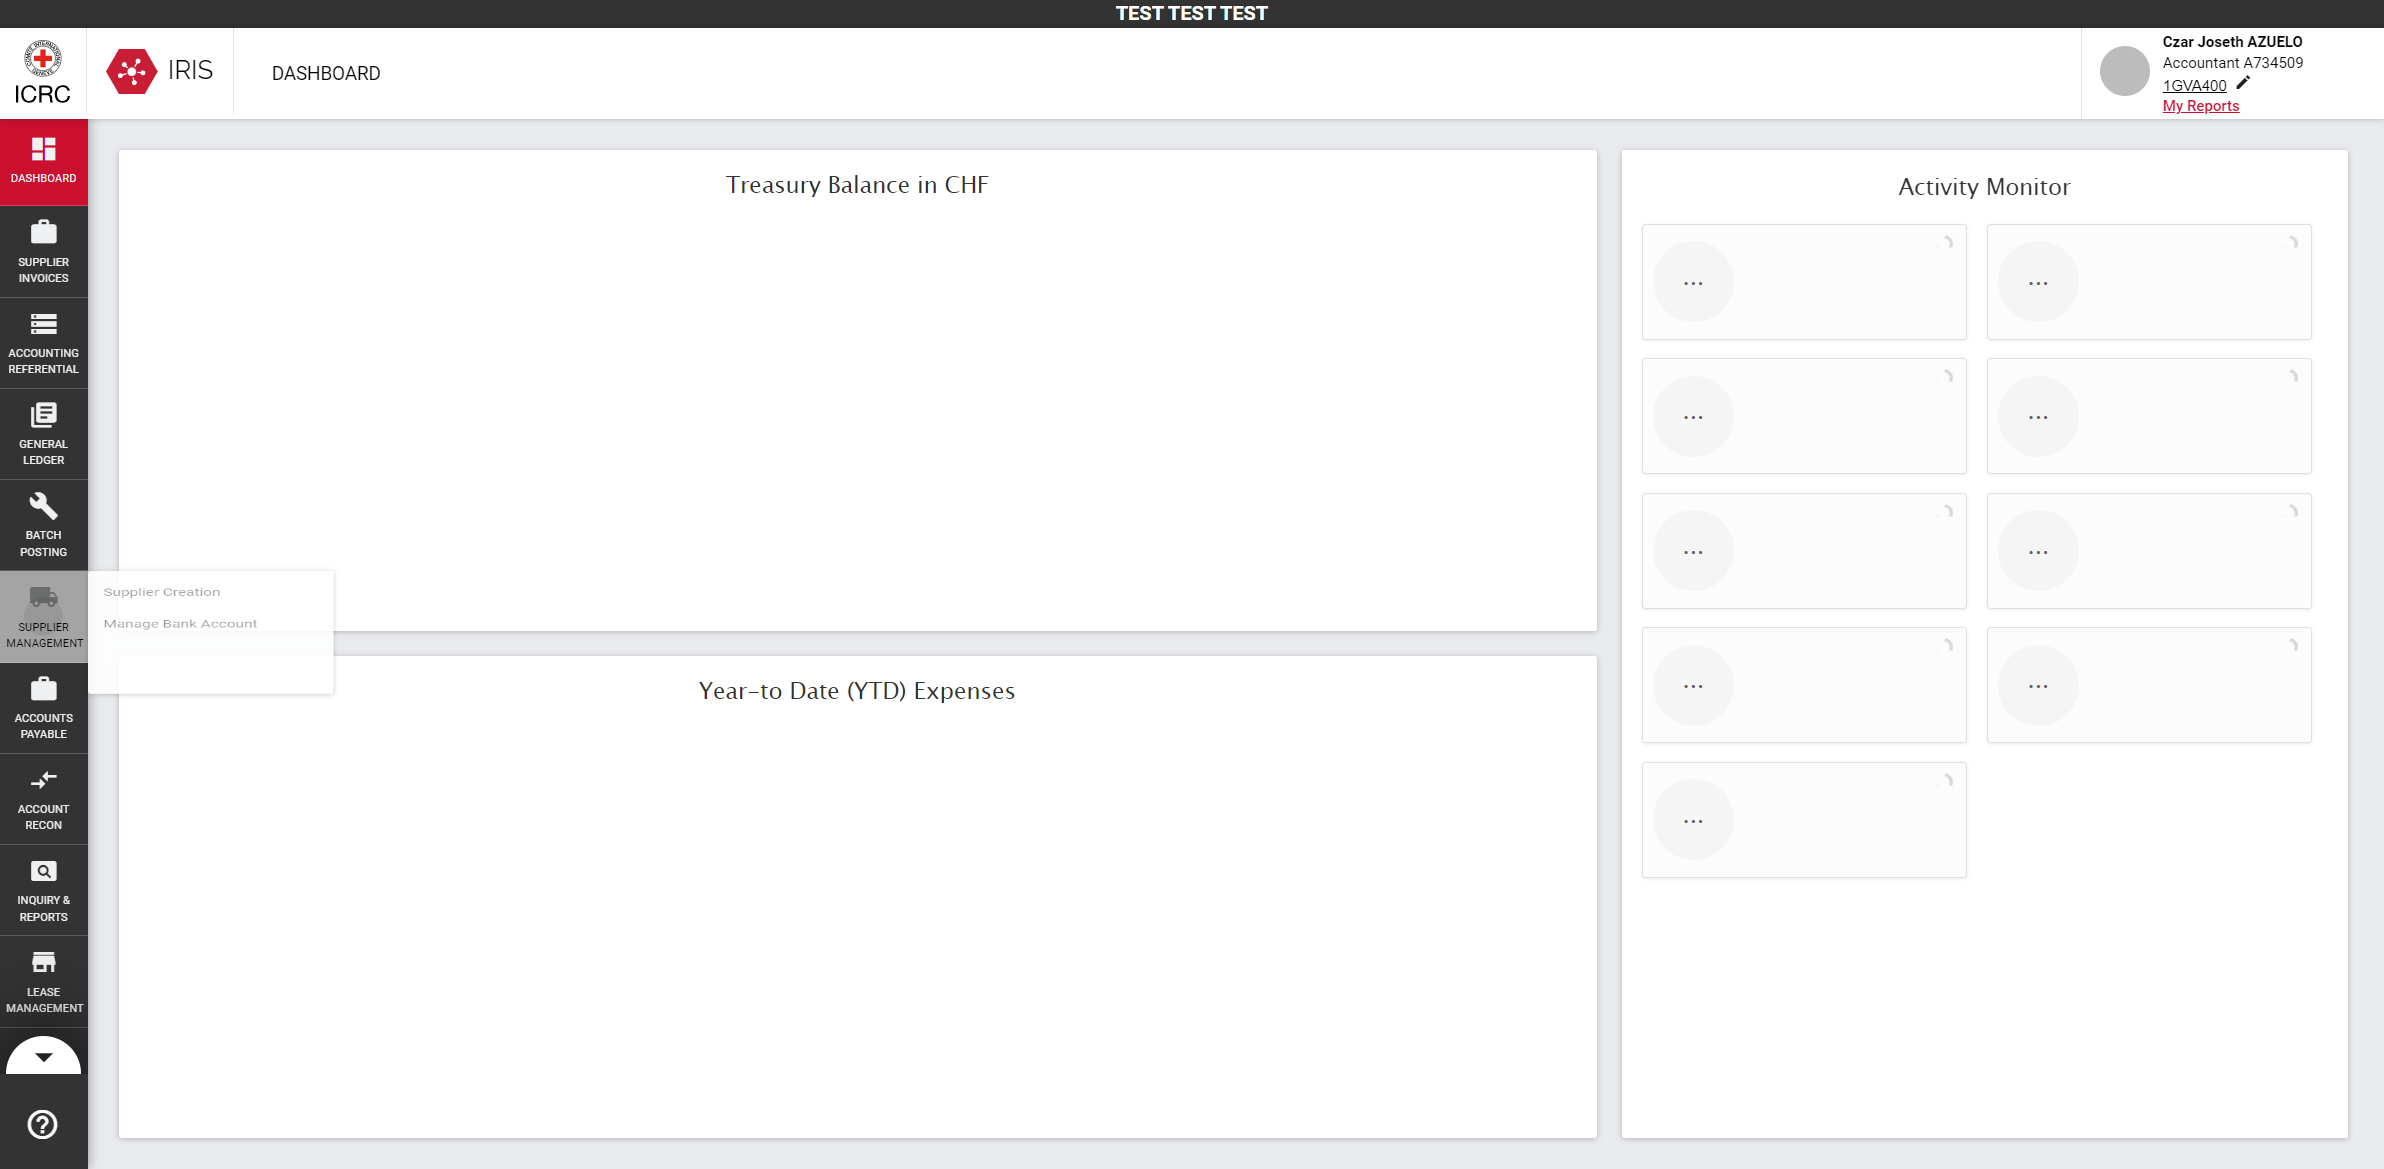 TEST TEST TEST
ICRC
IRIS
DASHBOARD
Czar Joseth AZUELO
Accountant A734509
1GVA400
My Reports
DASHBOARD
SUPPLIER
INVOICES
ACCOUNTING
REFERENTIAL
GENERAL
LEDGER
BATCH
POSTING
SUPPLIER
MANAGEMENT
Supplier Creation
Manage Bank Account
ACCOUNTS
PAYABLE
ACCOUNT
RECON
INQUIRY &
REPORTS
LEASE
MANAGEMENT
Treasury Balance in CHF
Year-to Date (YTD) Expenses
Activity Monitor
...
...
...
...
...
...
...
...
...